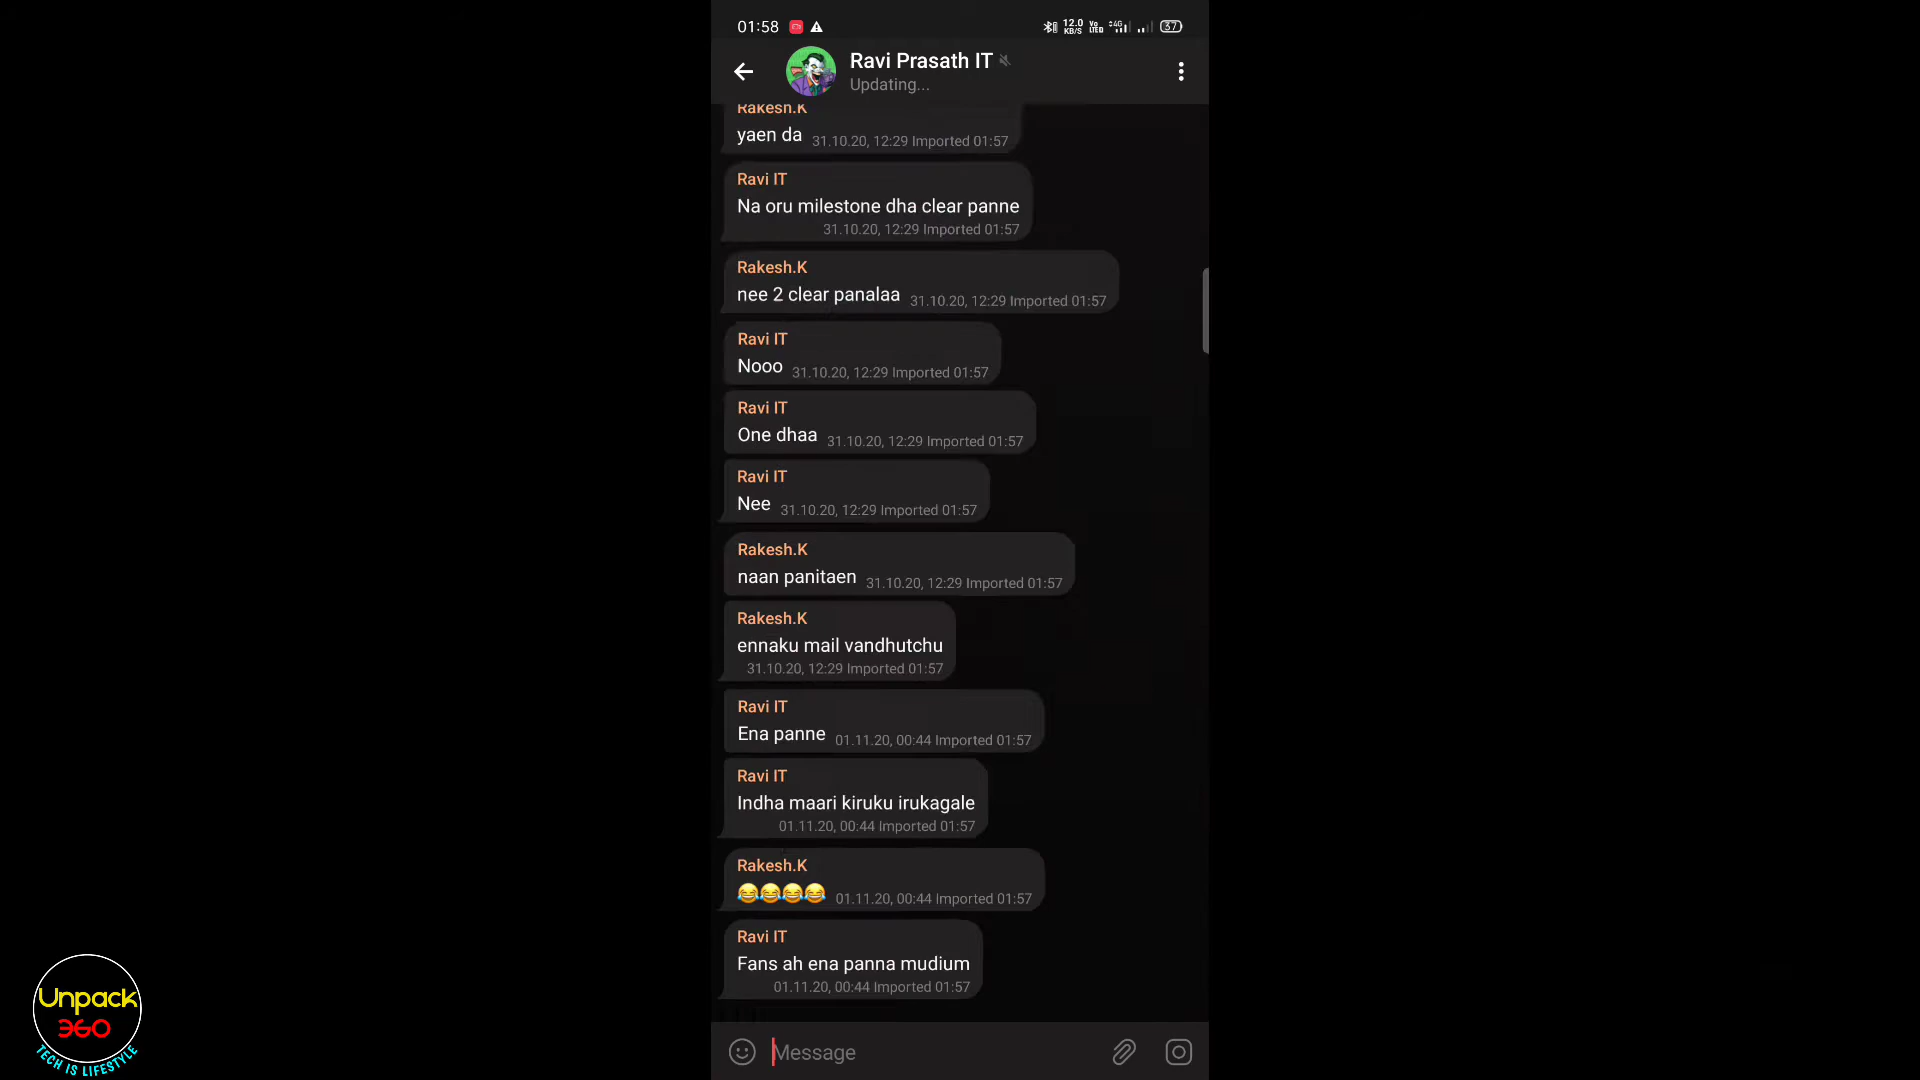 01:58
12.0 KB/S Vo LTE 4G 37
Ravi Prasath IT
Updating...
Rakesh.K
yaen da 31.10.20, 12:29 Imported 01:57
Ravi IT
Na oru milestone dha clear panne
31.10.20, 12:29 Imported 01:57
Rakesh.K
nee 2 clear panalaa 31.10.20, 12:29 Imported 01:57
Ravi IT
Nooo 31.10.20, 12:29 Imported 01:57
Ravi IT
One dhaa 31.10.20, 12:29 Imported 01:57
Ravi IT
Nee 31.10.20, 12:29 Imported 01:57
Rakesh.K
naan panitaen 31.10.20, 12:29 Imported 01:57
Rakesh.K
ennaku mail vandhutchu
31.10.20, 12:29 Imported 01:57
Ravi IT
Ena panne 01.11.20, 00:44 Imported 01:57
Ravi IT
Indha maari kiruku irukagale
01.11.20, 00:44 Imported 01:57
Rakesh.K
😂😂😂😂 01.11.20, 00:44 Imported 01:57
Ravi IT
Fans ah ena panna mudium
01.11.20, 00:44 Imported 01:57
Message
Unpack
360
TECH IS LIFESTYLE